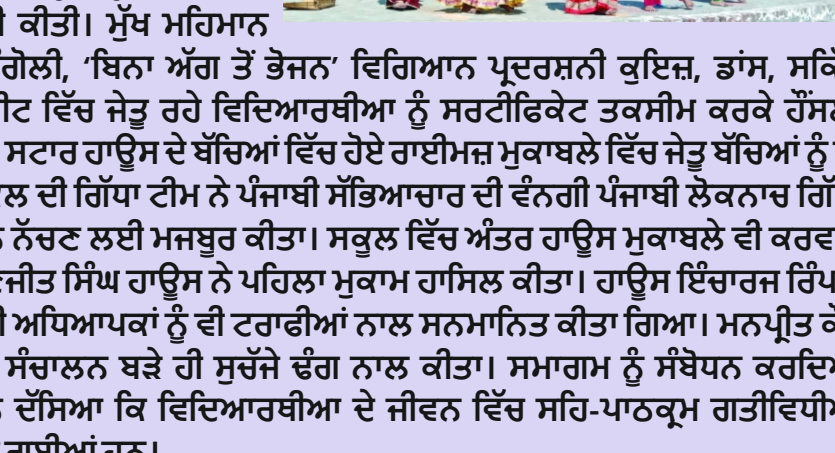 ਕੀਤੀ। ਮੁੱਖ ਮਹਿਮਾਨ
‘ਬਿਨਾ ਅੱਗ ਤੋਂ ਭੋਜਨ’ ਵਿਗਿਆਨ ਪ੍ਰਦਰਸ਼ਨੀ ਕੁਇਜ਼, ਡਾਂਸ,
ਵਿੱਚ ਜੇਤੂ ਰਹੇ ਵਿਦਿਆਰਥੀਆ ਨੂੰ ਸਰਟੀਫਿਕੇਟ ਤਕਸੀਮ ਕਰਕੇ
ਸਟਾਰ ਹਾਊਸ ਦੇ ਬੱਚਿਆਂ ਵਿੱਚ ਹੋਏ ਰਾਈਮਜ਼ ਮੁਕਾਬਲੇ ਵਿੱਚ ਜੇਤੂ ਬੱਚਿਆਂ ਨੂੰ
ਦੀ ਗਿੱਧਾ ਟੀਮ ਨੇ ਪੰਜਾਬੀ ਸੱਭਿਆਚਾਰ ਦੀ ਵੰਨਗੀ ਪੰਜਾਬੀ ਲੋਕਨਾਚ
ਨੱਚਣ ਲਈ ਮਜਬੂਰ ਕੀਤਾ। ਸਕੂਲ ਵਿੱਚ ਅੰਤਰ ਹਾਊਸ ਮੁਕਾਬਲੇ ਵੀ
ਸਿੰਘ ਹਾਊਸ ਨੇ ਪਹਿਲਾ ਮੁਕਾਮ ਹਾਸਿਲ ਕੀਤਾ। ਹਾਊਸ ਇੰਚਾਰਜ
ਅਧਿਆਪਕਾਂ ਨੂੰ ਵੀ ਟਰਾਫੀਆਂ ਨਾਲ ਸਨਮਾਨਿਤ ਕੀਤਾ ਗਿਆ। ਮਨਪ੍ਰੀਤ
ਸੰਚਾਲਨ ਬੜੇ ਹੀ ਸੁਚੱਜੇ ਢੰਗ ਨਾਲ ਕੀਤਾ। ਸਮਾਗਮ ਨੂੰ ਸੰਬੋਧਨ
ਦੱਸਿਆ ਕਿ ਵਿਦਿਆਰਥੀਆ ਦੇ ਜੀਵਨ ਵਿੱਚ ਸਹਿ-ਪਾਠਕ੍ਰਮ